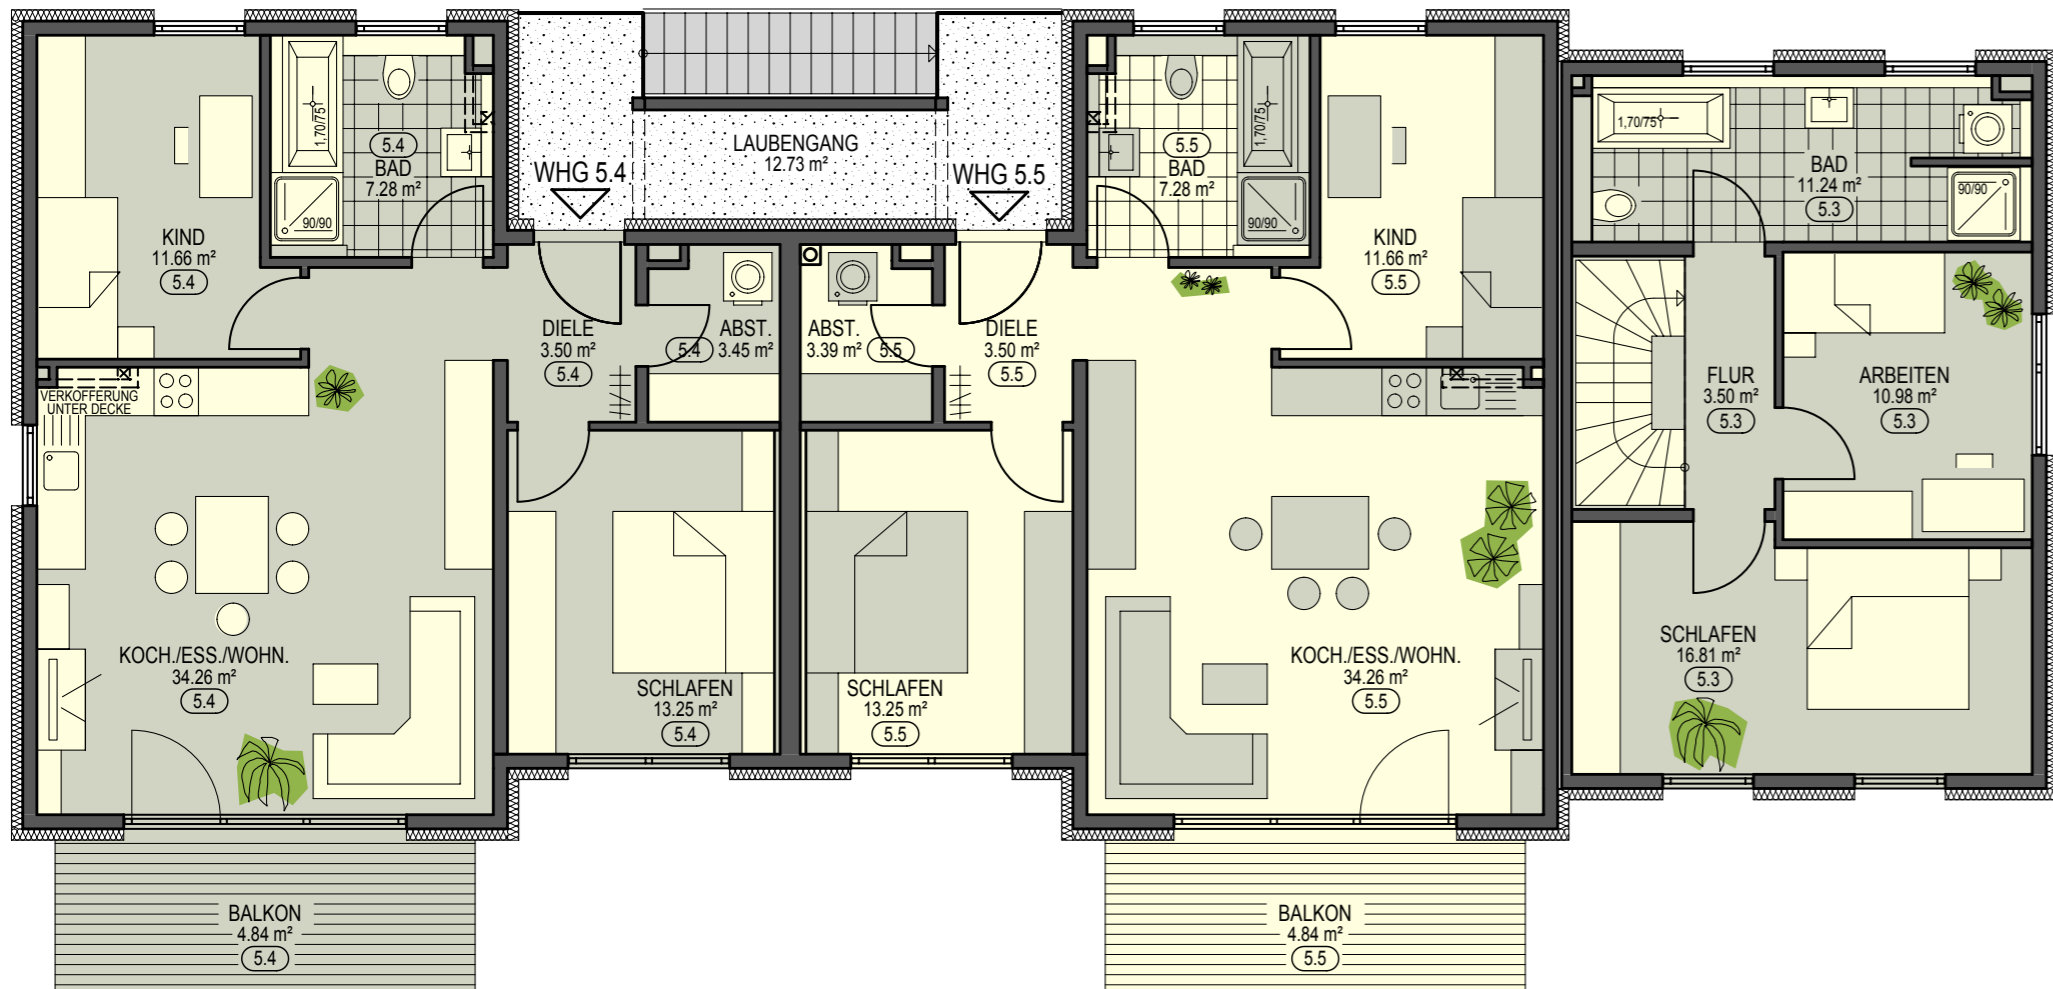 1,70/75
5.4
BAD
7.28 m²
90/90
KIND
11.66 m²
5.4
WHG 5.4
LAUBENGANG
12.73 m²
WHG 5.5
5.5
BAD
7.28 m²
1,70/75
90/90
KIND
11.66 m²
5.5
1,70/75
BAD
11.24 m²
5.3
90/90
DIELE
3.50 m²
5.4
ABST.
5.4 3.45 m²
ABST.
3.39 m² 5.5
DIELE
3.50 m²
5.5
VERKOFFERUNG
UNTER DECKE
FLUR
3.50 m²
5.3
ARBEITEN
10.98 m²
5.3
KOCH./ESS./WOHN.
34.26 m²
5.4
SCHLAFEN
13.25 m²
5.4
SCHLAFEN
13.25 m²
5.5
KOCH./ESS./WOHN.
34.26 m²
5.5
SCHLAFEN
16.81 m²
5.3
BALKON
4.84 m²
5.4
BALKON
4.84 m²
5.5